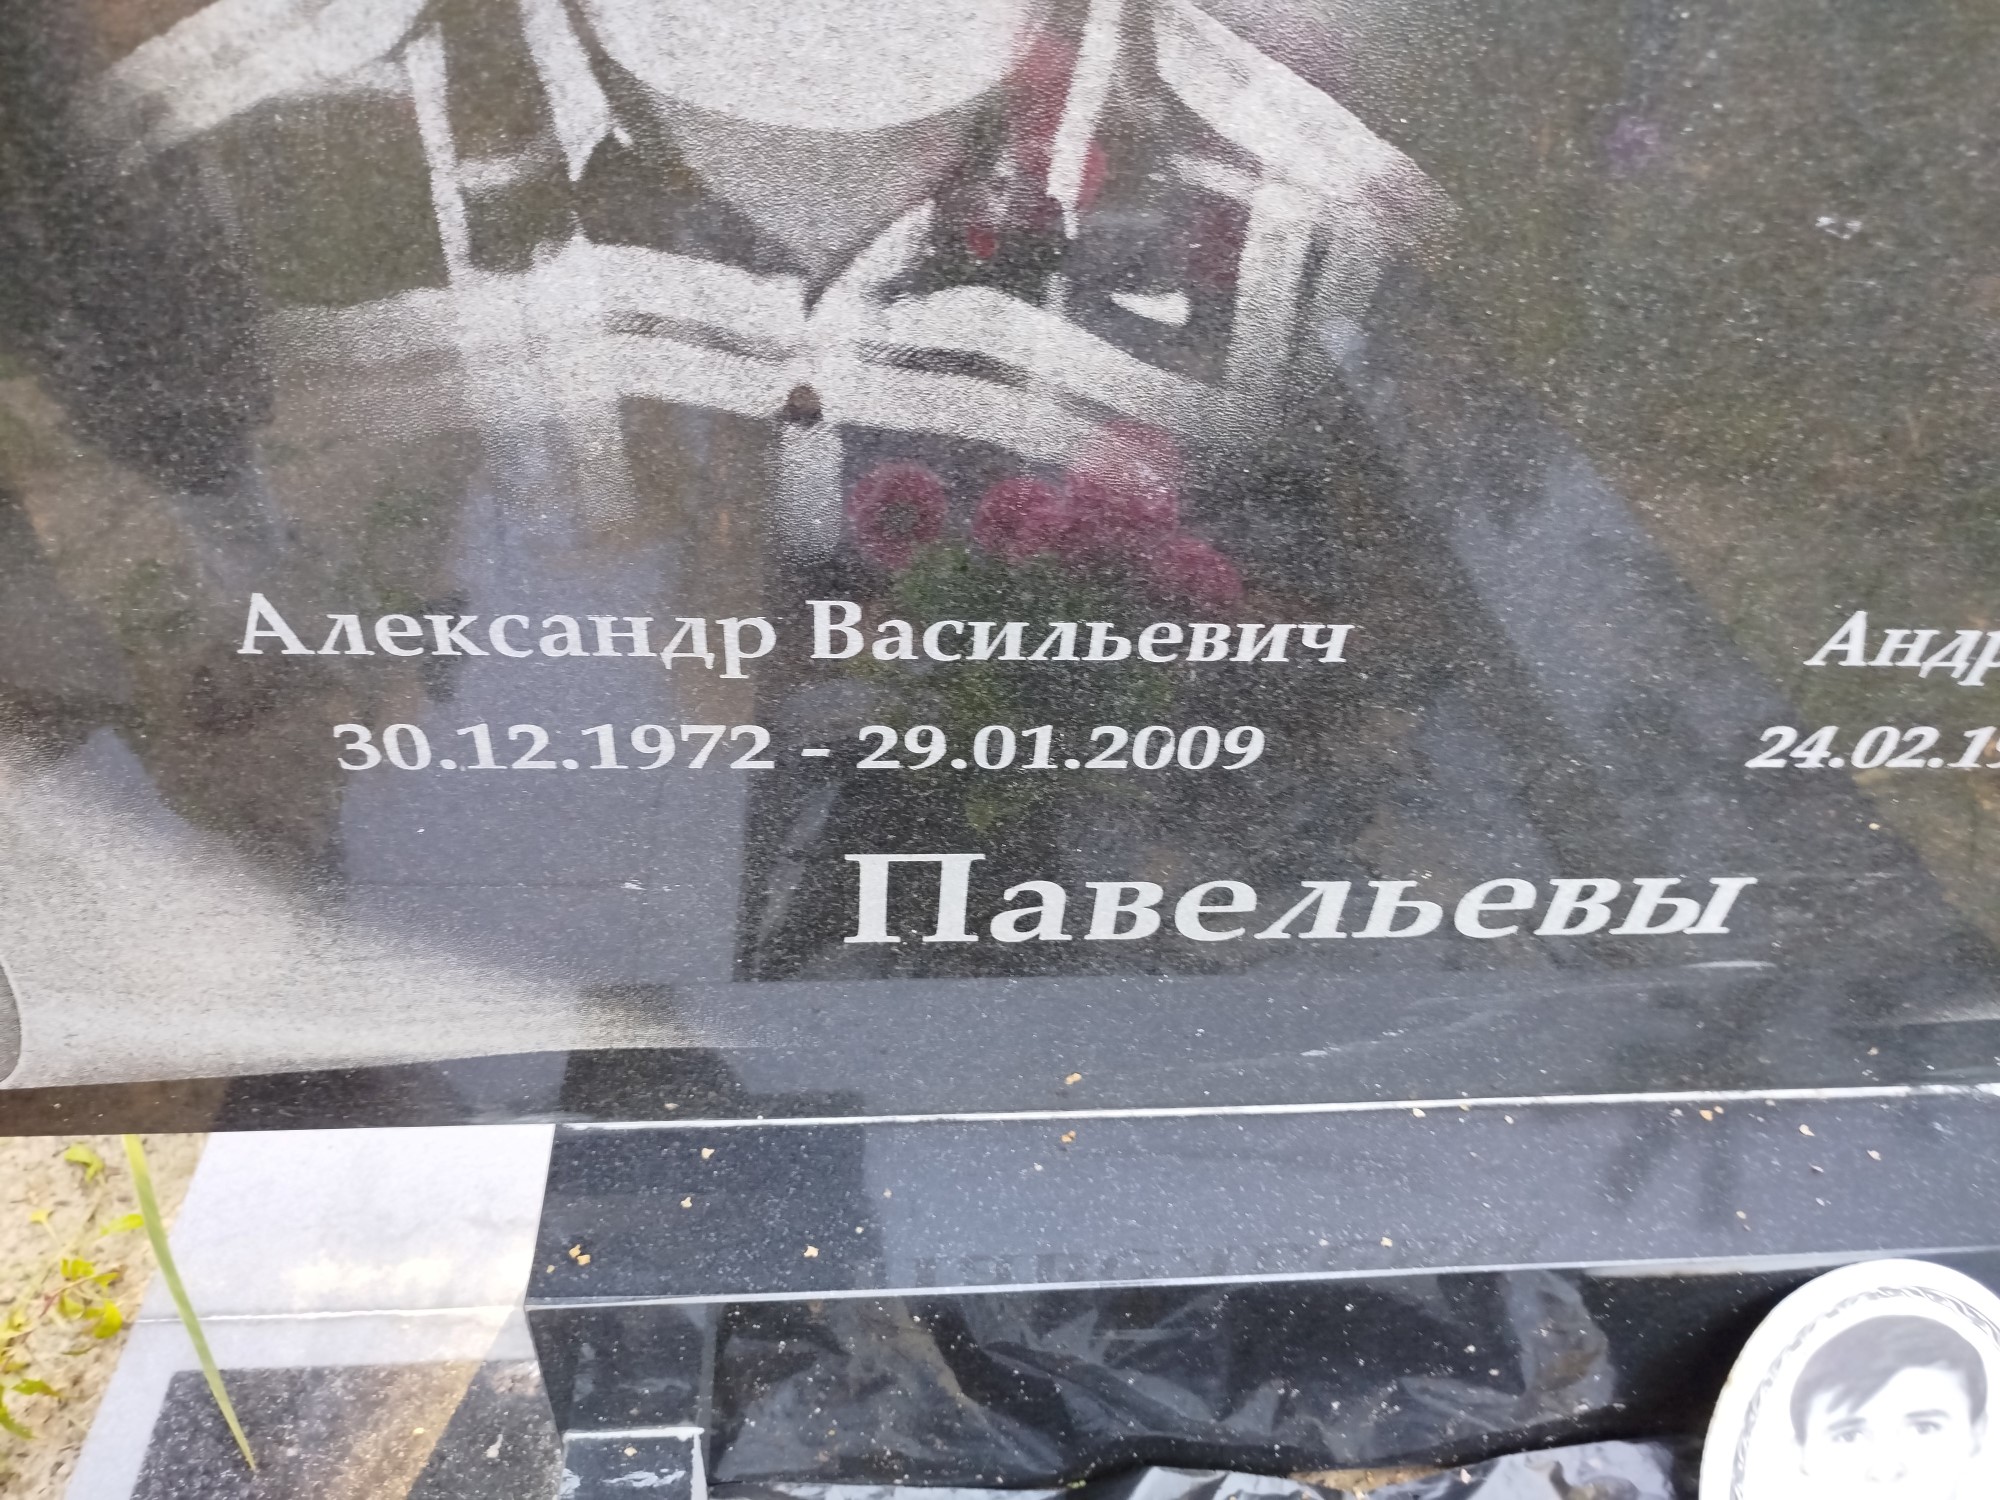 Александр Васильевич
30.12.1972 - 29.01.2009
Павельевы